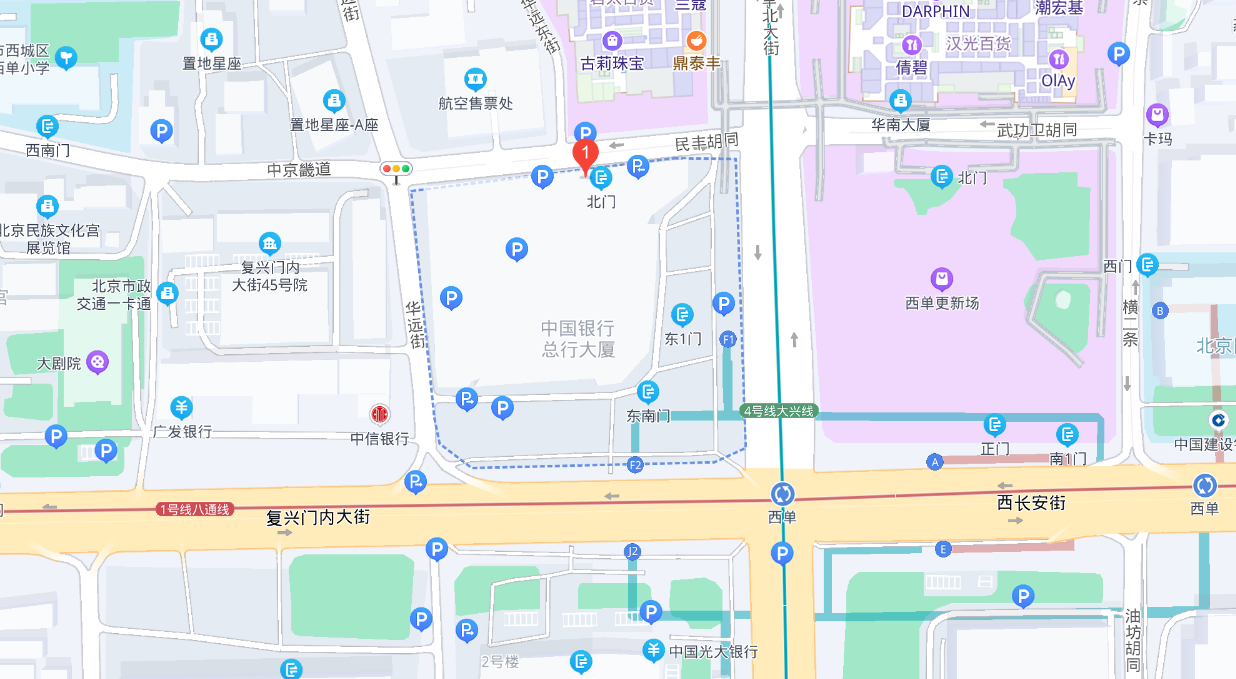 DARPHIN
潮宏基
汉光百货
倩碧
OlAy
古莉珠宝
鼎泰丰
华远东街
北大街
市西城区
西单小学
置地星座
航空售票处
置地星座-A座
华南大厦
武功卫胡同
卡玛
西南门
中京畿道
民丰胡同
北门
北门
北京民族文化宫
展览馆
复兴门内
大街45号院
北京市政
交通一卡通
华远街
中国银行
总行大厦
东1门
F1
西单更新场
西门
横二条
B
大剧院
东南门
4号线大兴线
广发银行
中信银行
正门
南1门
中国建设
F2
A
1号线八通线
复兴门内大街
西单
西长安街
西单
J2
E
油坊胡同
2号楼
中国光大银行
P
1